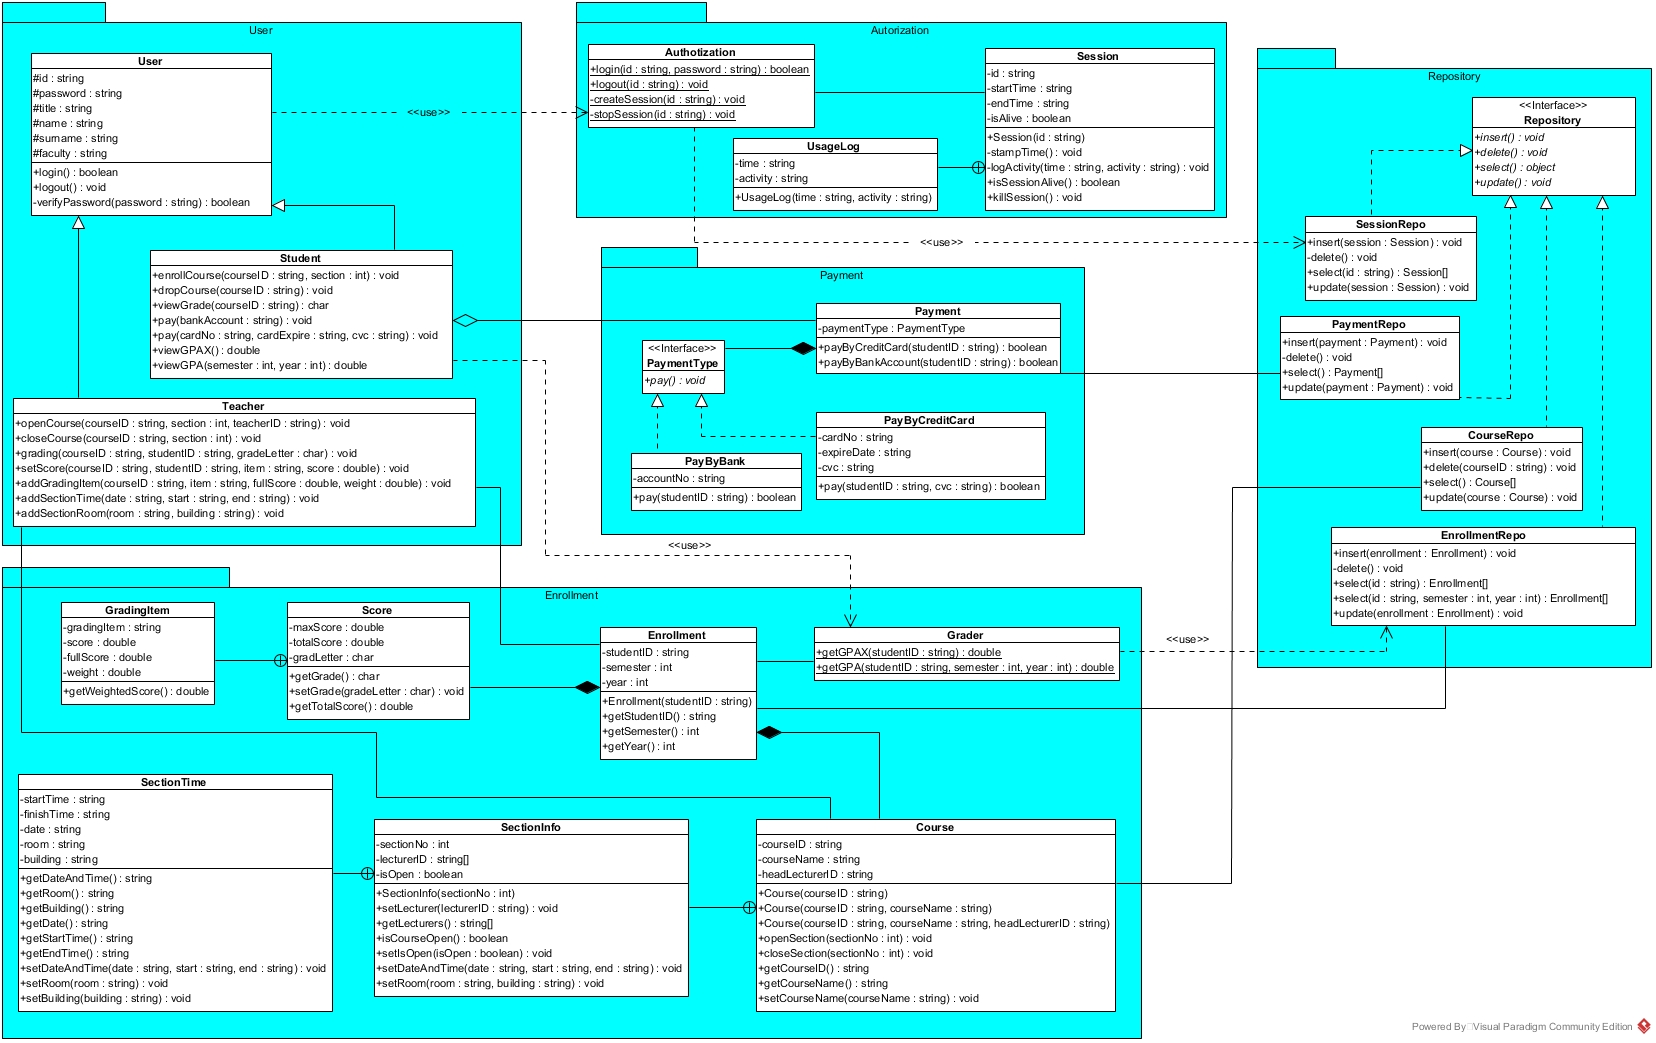 User
User
#id : string
#password : string
#title : string
#name : string
#surname : string
#faculty : string
+login() : boolean
+logout() : void
-verifyPassword(password : string) : boolean
<<use>>
Student
+enrollCourse(courseID : string, section : int) : void
+dropCourse(courseID : string) : void
+viewGrade(courseID : string) : char
+pay(bankAccount : string) : void
+pay(cardNo : string, cardExpire : string, cvc : string) : void
+viewGPAX() : double
+viewGPA(semester : int, year : int) : double
Teacher
+openCourse(courseID : string, section : int, teacherID : string) : void
+closeCourse(courseID : string, section : int) : void
+grading(courseID : string, studentID : string, gradeLetter : char) : void
+setScore(courseID : string, studentID : string, item : string, score : double) : void
+addGradingItem(courseID : string, item : string, fullScore : double, weight : double) : void
+addSectionTime(date : string, start : string, end : string) : void
+addSectionRoom(room : string, building : string) : void
Autorization
Authotization
+login(id : string, password : string) : boolean
+logout(id : string) : void
-createSession(id : string) : void
-stopSession(id : string) : void
Session
-id : string
-startTime : string
-endTime : string
-isAlive : boolean
+Session(id : string)
-stampTime() : void
-logActivity(time : string, activity : string) : void
+isSessionAlive() : boolean
+killSession() : void
UsageLog
-time : string
-activity : string
+UsageLog(time : string, activity : string)
<<use>>
Payment
Payment
-paymentType : PaymentType
+payByCreditCard(studentID : string) : boolean
+payByBankAccount(studentID : string) : boolean
<<Interface>>
PaymentType
+pay() : void
PayByCreditCard
-cardNo : string
-expireDate : string
-cvc : string
+pay(studentID : string, cvc : string) : boolean
PayByBank
-accountNo : string
+pay(studentID : string) : boolean
<<use>>
Repository
<<Interface>>
Repository
+insert() : void
+delete() : void
+select() : object
+update() : void
SessionRepo
+insert(session : Session) : void
-delete() : void
+select(id : string) : Session[]
+update(session : Session) : void
PaymentRepo
+insert(payment : Payment) : void
-delete() : void
+select() : Payment[]
+update(payment : Payment) : void
CourseRepo
+insert(course : Course) : void
+delete(courseID : string) : void
+select() : Course[]
+update(course : Course) : void
EnrollmentRepo
+insert(enrollment : Enrollment) : void
-delete() : void
+select(id : string) : Enrollment[]
+select(id : string, semester : int, year : int) : Enrollment[]
+update(enrollment : Enrollment) : void
<<use>>
Enrollment
GradingItem
-gradingItem : string
-score : double
-fullScore : double
-weight : double
+getWeightedScore() : double
Score
-maxScore : double
-totalScore : double
-gradLetter : char
+getGrade() : char
+setGrade(gradeLetter : char) : void
+getTotalScore() : double
Enrollment
-studentID : string
-semester : int
-year : int
+Enrollment(studentID : string)
+getStudentID() : string
+getSemester() : int
+getYear() : int
Grader
+getGPAX(studentID : string) : double
+getGPA(studentID : string, semester : int, year : int) : double
SectionTime
-startTime : string
-finishTime : string
-date : string
-room : string
-building : string
+getDateAndTime() : string
+getRoom() : string
+getBuilding() : string
+getDate() : string
+getStartTime() : string
+getEndTime() : string
+setDateAndTime(date : string, start : string, end : string) : void
+setRoom(room : string) : void
+setBuilding(building : string) : void
SectionInfo
-sectionNo : int
-lecturerID : string[]
-isOpen : boolean
+SectionInfo(sectionNo : int)
+setLecturer(lecturerID : string) : void
+getLecturers() : string[]
+isCourseOpen() : boolean
+setIsOpen(isOpen : boolean) : void
+setDateAndTime(date : string, start : string, end : string) : void
+setRoom(room : string, building : string) : void
Course
-courseID : string
-courseName : string
-headLecturerID : string
+Course(courseID : string)
+Course(courseID : string, courseName : string)
+Course(courseID : string, courseName : string, headLecturerID : string)
+openSection(sectionNo : int) : void
+closeSection(sectionNo : int) : void
+getCourseID() : string
+getCourseName() : string
+setCourseName(courseName : string) : void
Powered By Visual Paradigm Community Edition